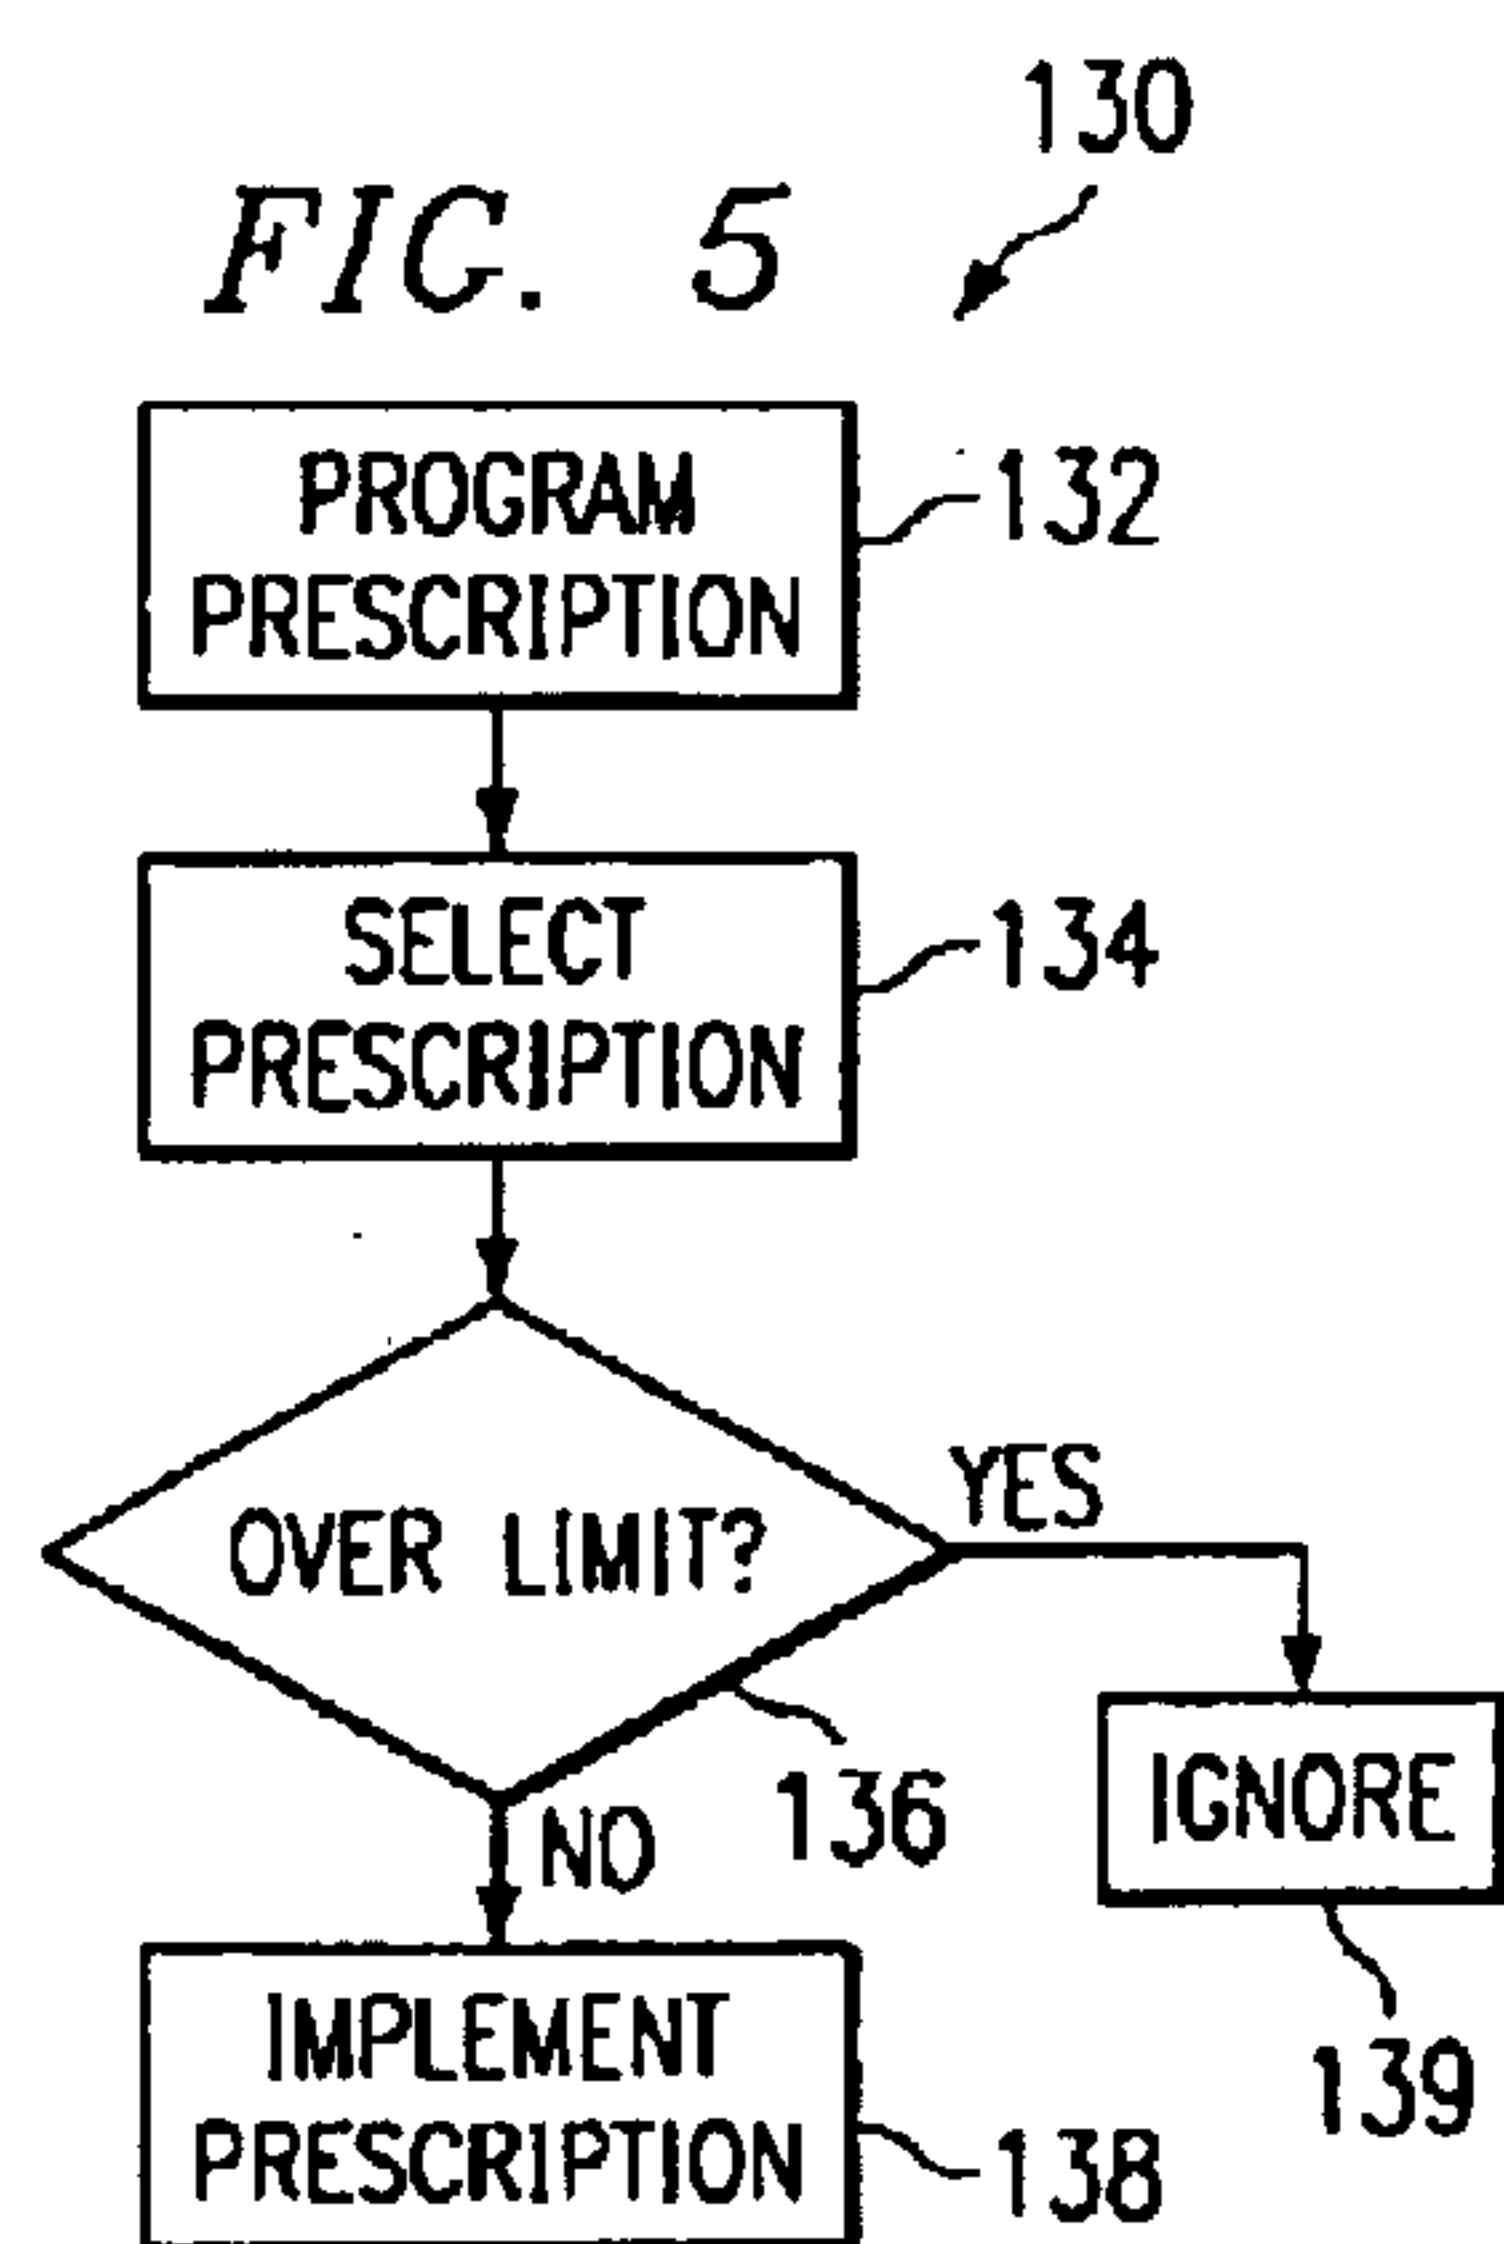 130
FIG. 5
PROGRAM
PRESCRIPTION
132
SELECT
PRESCRIPTION
134
OVER LIMIT?
YES
136
NO
IGNORE
139
IMPLEMENT
PRESCRIPTION
138